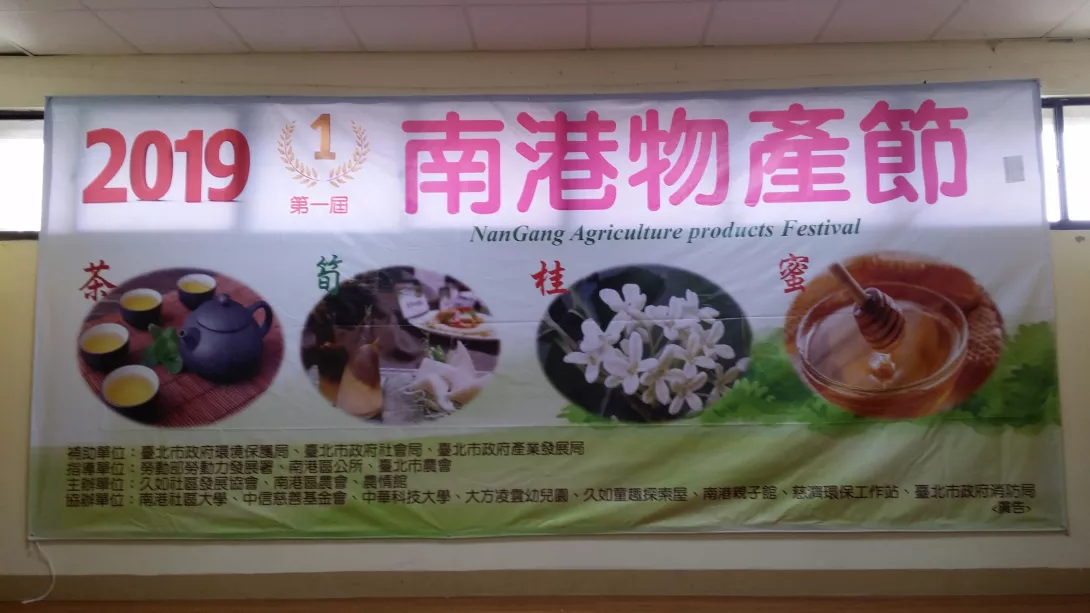 2019
1
第一屆
南港物產節
NanGang Agriculture products Festival
茶
筍
桂
蜜
補助單位：臺北市政府環境保護局、臺北市政府社會局、臺北市政府產業發展局
指導單位：勞動部勞動力發展署、南港區公所、臺北市農會
主辦單位：久如社區發展協會、南港區農會、農情館
協辦單位：南港社區大學、中信慈善基金會、中華科技大學、大方凌雲幼兒園、久如童趣探索屋、南港親子館、慈濟環保工作站、臺北市政府消防局
<廣告>